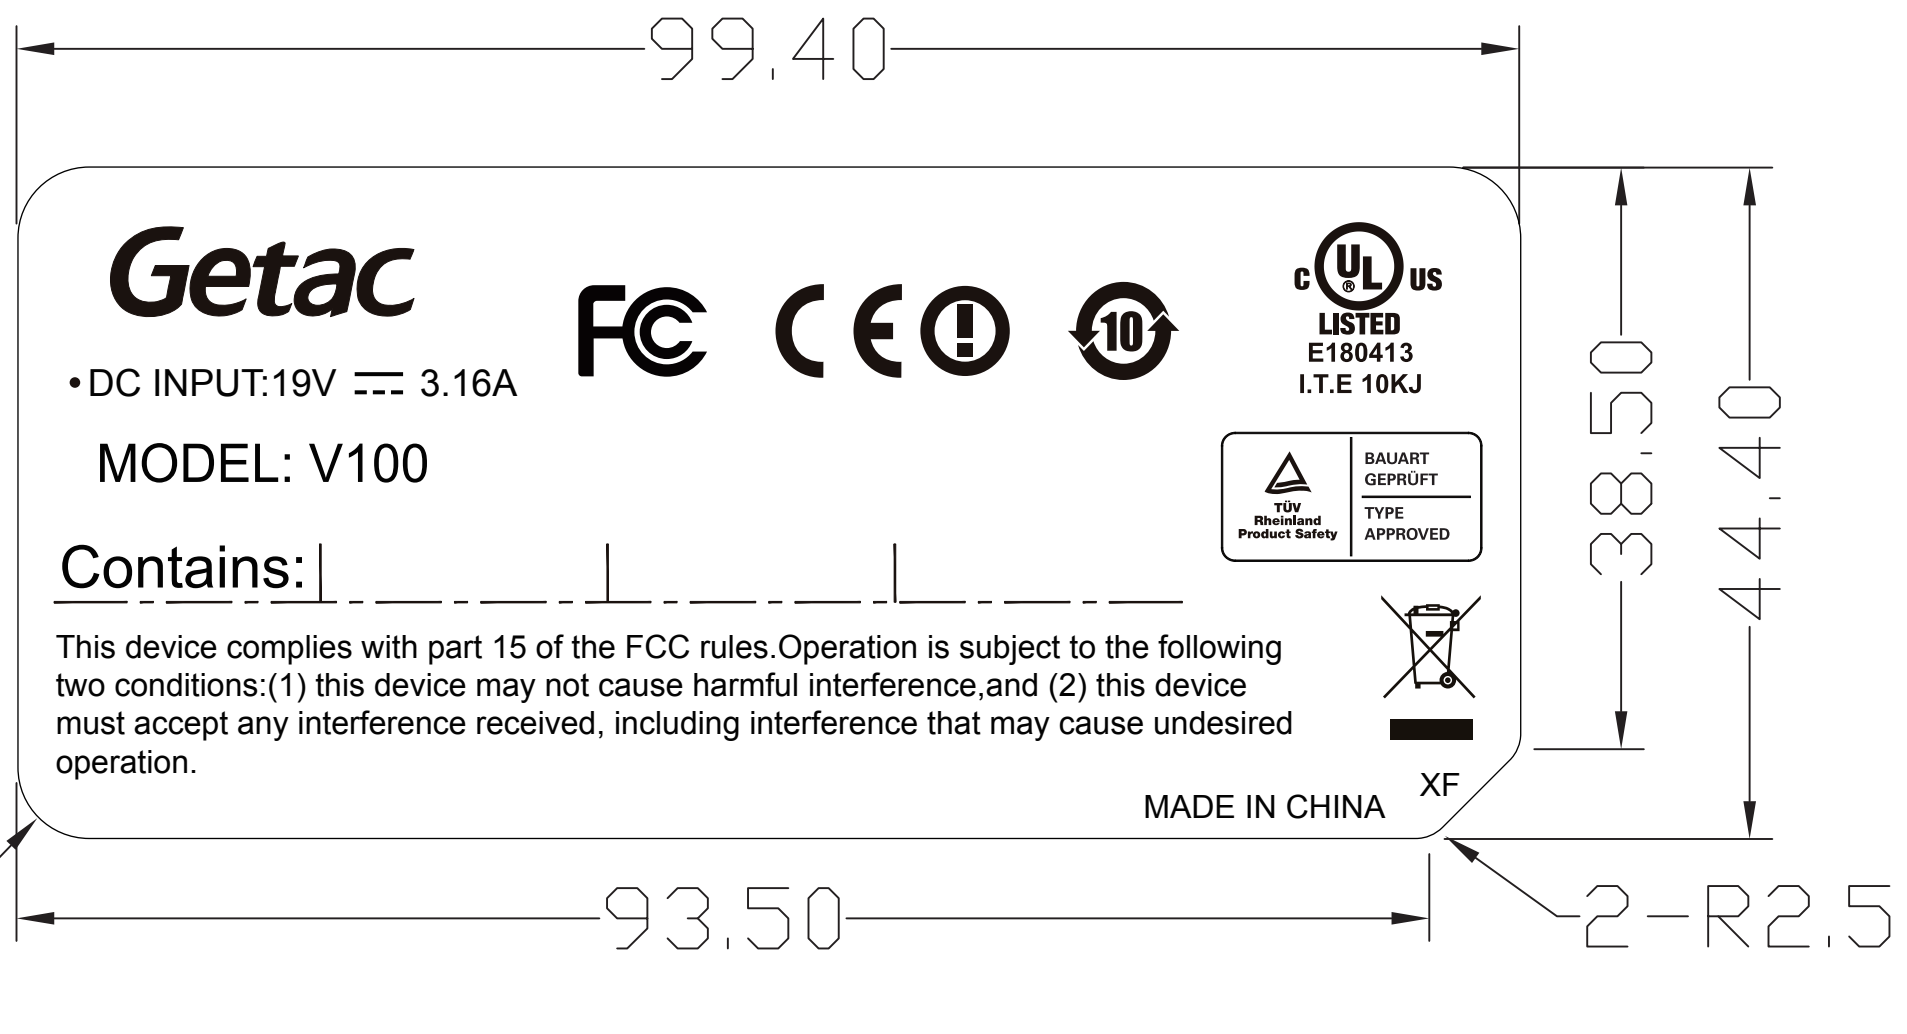 99.40
Getac
FC
CE
10
C UL US
®
LISTED
E180413
I.T.E 10KJ
•DC INPUT:19V 3.16A
MODEL: V100
TÜV
Rheinland
Product Safety
BAUART
GEPRÜFT
TYPE
APPROVED
38.50
44.40
Contains:
This device complies with part 15 of the FCC rules.Operation is subject to the following
two conditions:(1) this device may not cause harmful interference,and (2) this device
must accept any interference received, including interference that may cause undesired
operation.
XF
MADE IN CHINA
93.50
2-R2.5